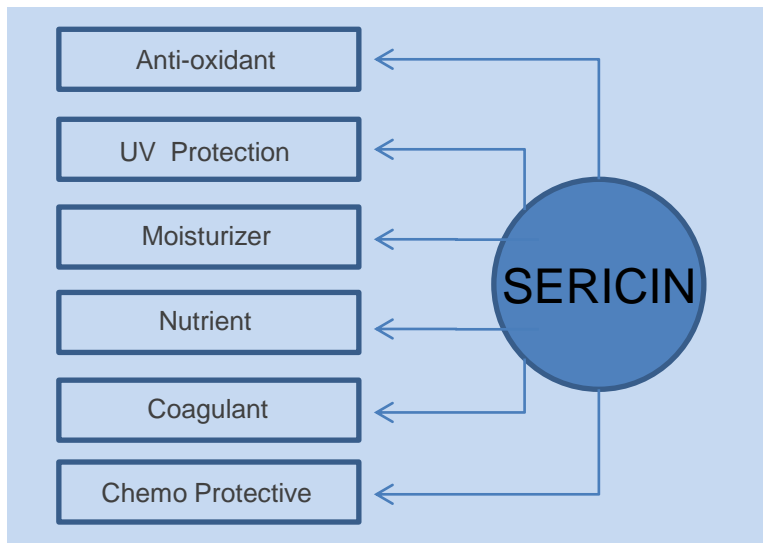 Anti-oxidant
UV Protection
Moisturizer
Nutrient
Coagulant
Chemo Protective
SERICIN